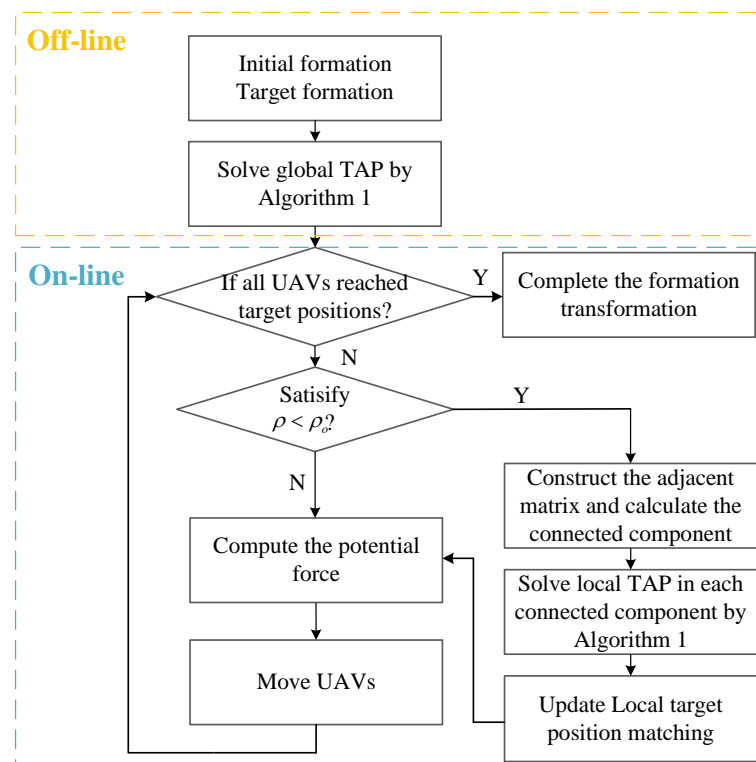 Off-line
Initial formation
Target formation
Solve global TAP by
Algorithm 1
On-line
If all UAVs reached
target positions?
Y
Complete the formation
transformation
N
Satisify
ρ < ρₒ?
Y
N
Construct the adjacent
matrix and calculate the
connected component
Compute the potential
force
Solve local TAP in each
connected component by
Algorithm 1
Move UAVs
Update Local target
position matching